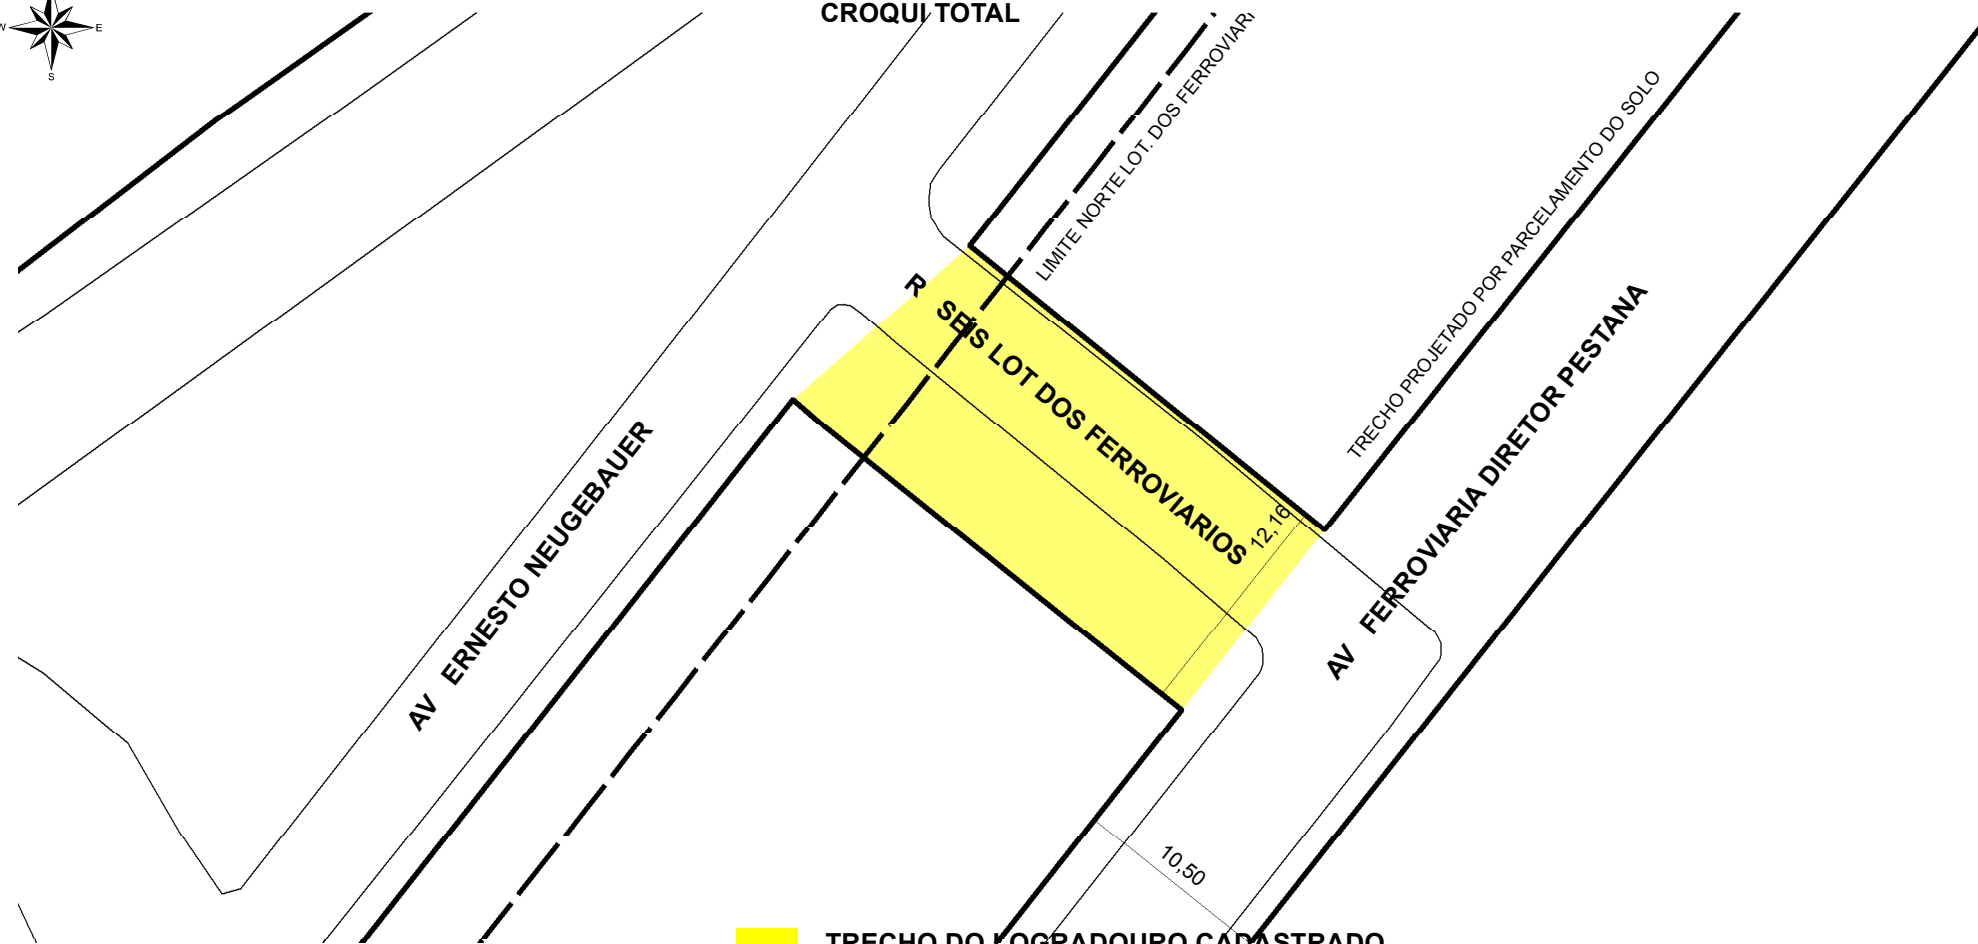 CROQUI TOTAL
W
E
S
LIMITE NORTE LOT. DOS FERROVIARI
TRECHO PROJETADO POR PARCELAMENTO DO SOLO
R SEIS LOT DOS FERROVIARIOS
12,16
AV FERROVIARIA DIRETOR PESTANA
AV ERNESTO NEUGEBAUER
10,50
TRECHO DO LOGRADOURO CADASTRADO